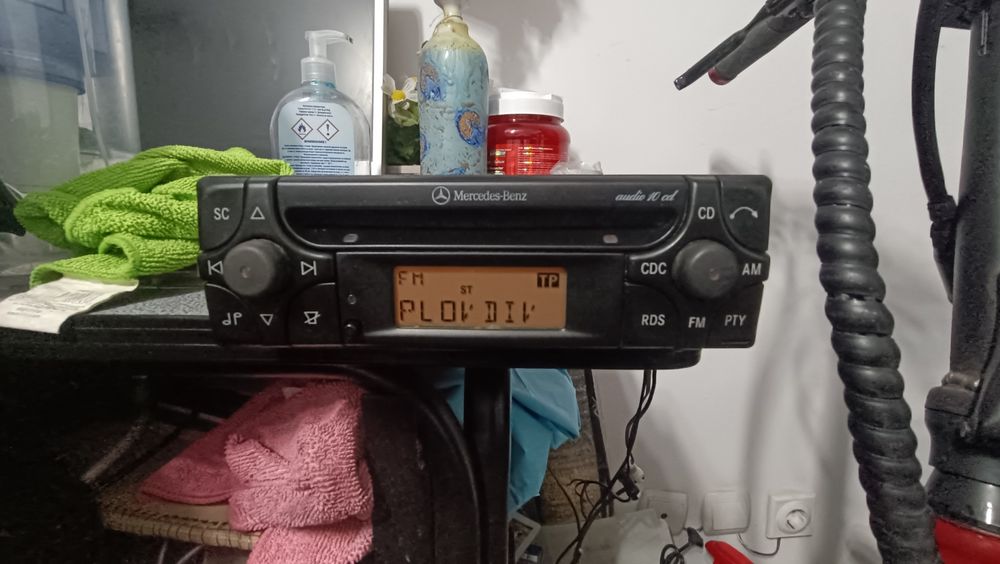 Mercedes-Benz
audio 10 cd
SC
CD
CDC
AM
FM
ST
TP
PLOVDIV
RDS
FM
PTY